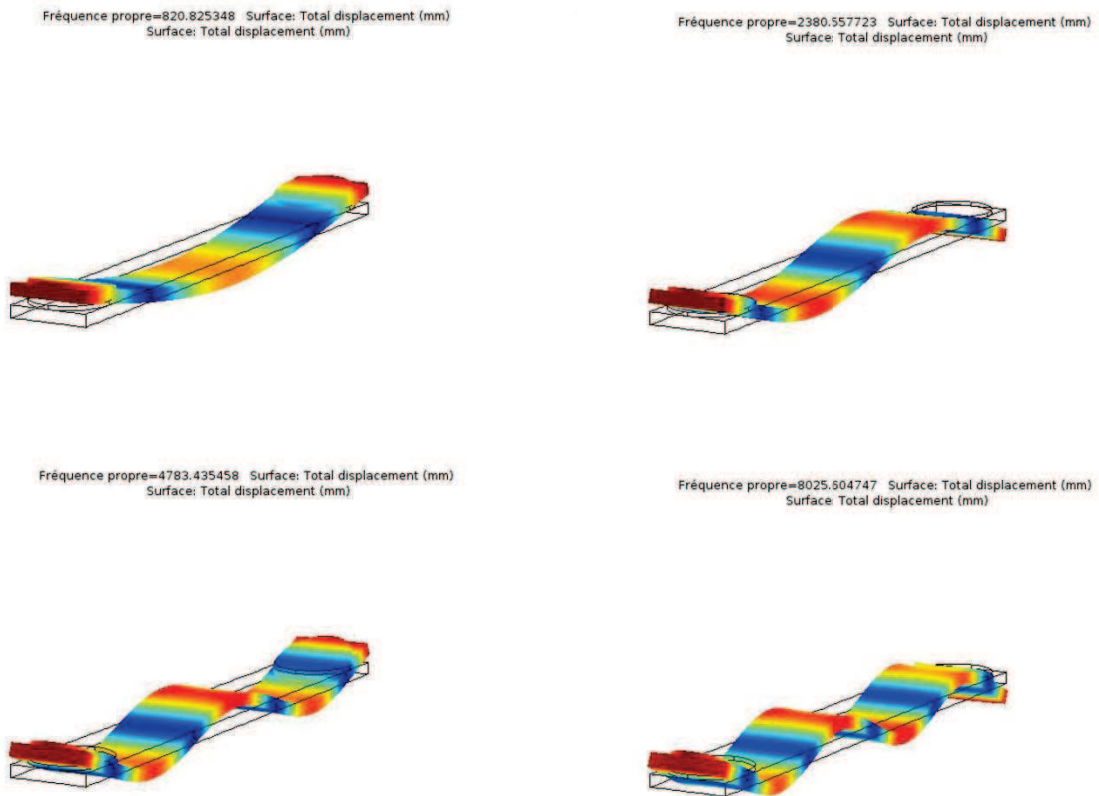 Fréquence propre=820.825348 Surface: Total displacement (mm)
Surface: Total displacement (mm)
Fréquence propre=2380.557723 Surface: Total displacement (mm)
Surface: Total displacement (mm)
Fréquence propre=4783.435458 Surface: Total displacement (mm)
Surface: Total displacement (mm)
Fréquence propre=8025.504747 Surface: Total displacement (mm)
Surface: Total displacement (mm)